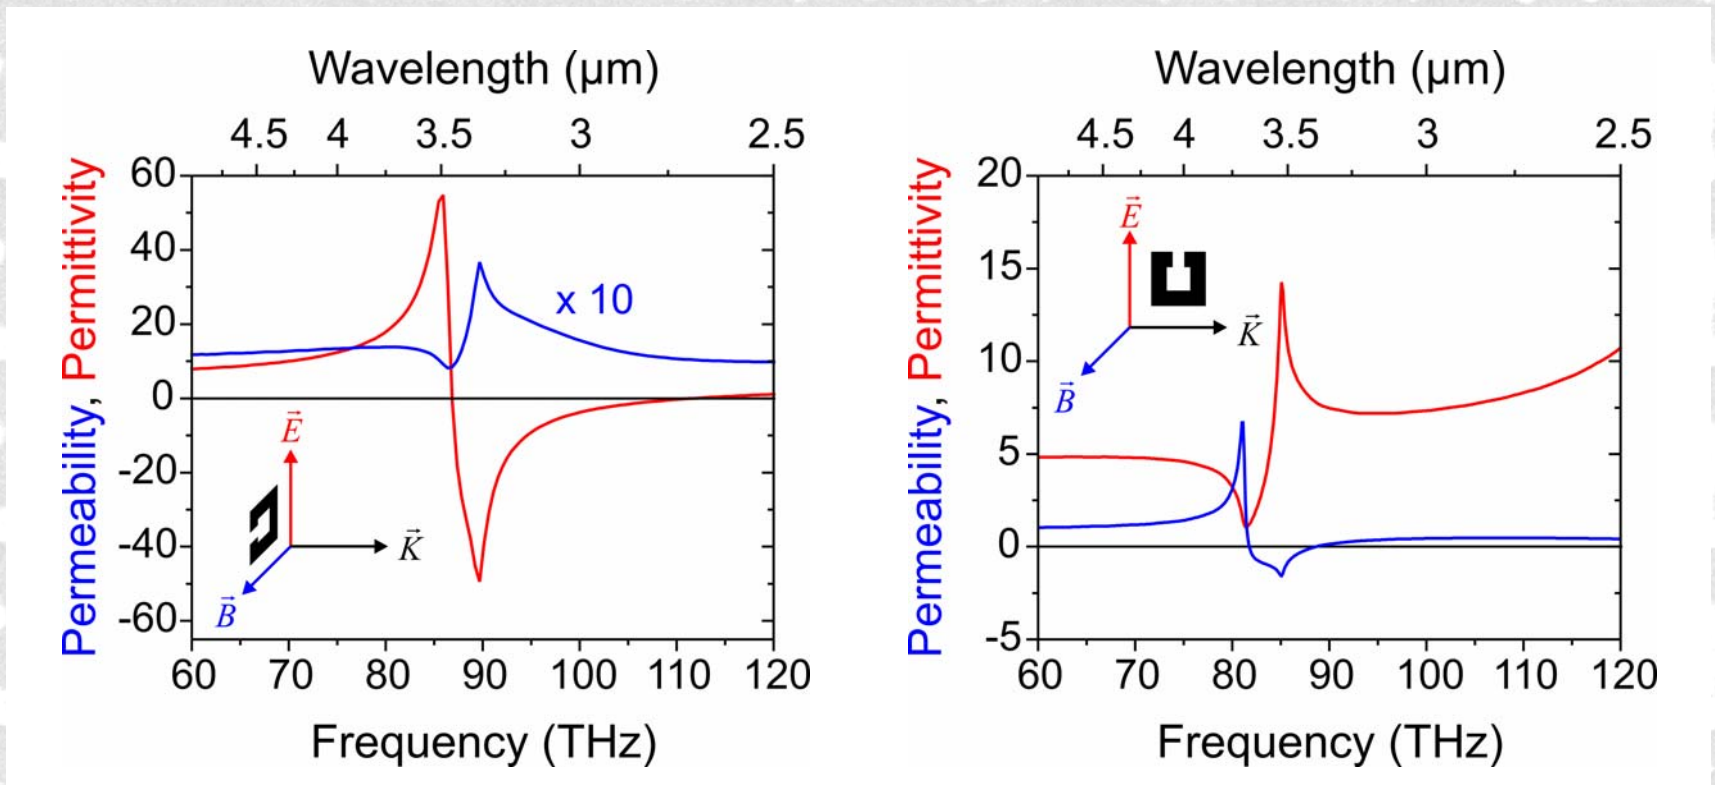 Wavelength (µm)
4.5 4 3.5 3 2.5
Permeability, Permittivity
60
40
20
0
-20
-40
-60
x 10
E
K
B
60 70 80 90 100 110 120
Frequency (THz)
Wavelength (µm)
4.5 4 3.5 3 2.5
Permeability, Permittivity
20
15
10
5
0
-5
E
K
B
60 70 80 90 100 110 120
Frequency (THz)